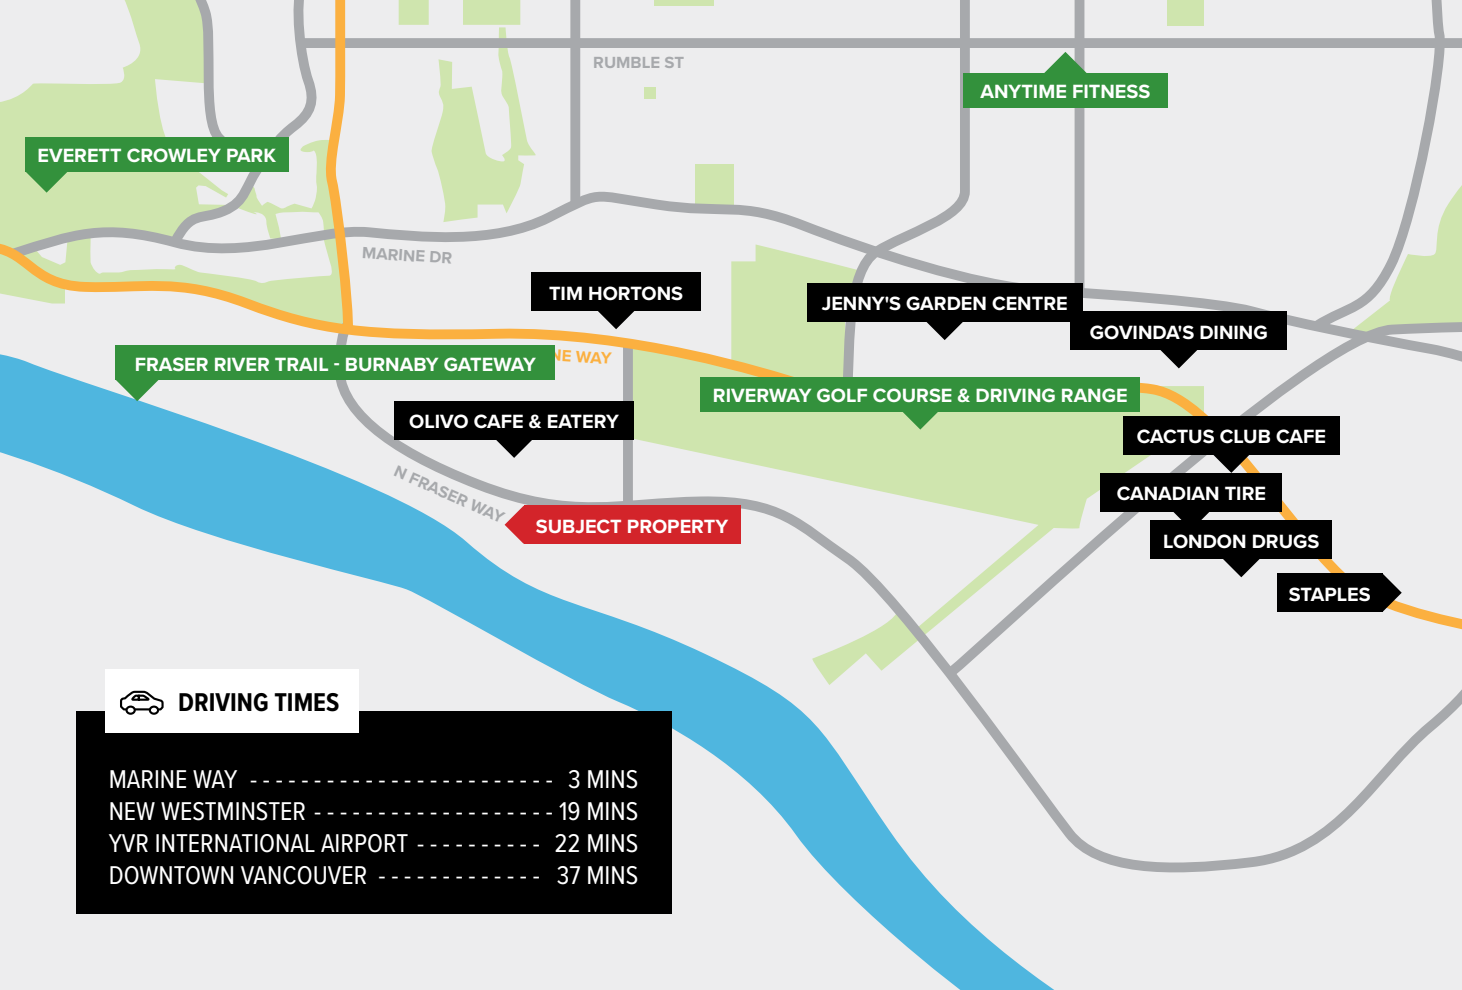 RUMBLE ST
ANYTIME FITNESS
EVERETT CROWLEY PARK
MARINE DR
TIM HORTONS
JENNY'S GARDEN CENTRE
GOVINDA'S DINING
FRASER RIVER TRAIL - BURNABY GATEWAY
WAY
RIVERWAY GOLF COURSE & DRIVING RANGE
OLIVO CAFE & EATERY
CACTUS CLUB CAFE
N FRASER WAY
CANADIAN TIRE
SUBJECT PROPERTY
LONDON DRUGS
STAPLES
DRIVING TIMES
MARINE WAY - - - - - - - - - - - - - - - - - - - - - - - - 3 MINS
NEW WESTMINSTER - - - - - - - - - - - - - - - - - - - 19 MINS
YVR INTERNATIONAL AIRPORT - - - - - - - - - - 22 MINS
DOWNTOWN VANCOUVER - - - - - - - - - - - - - 37 MINS